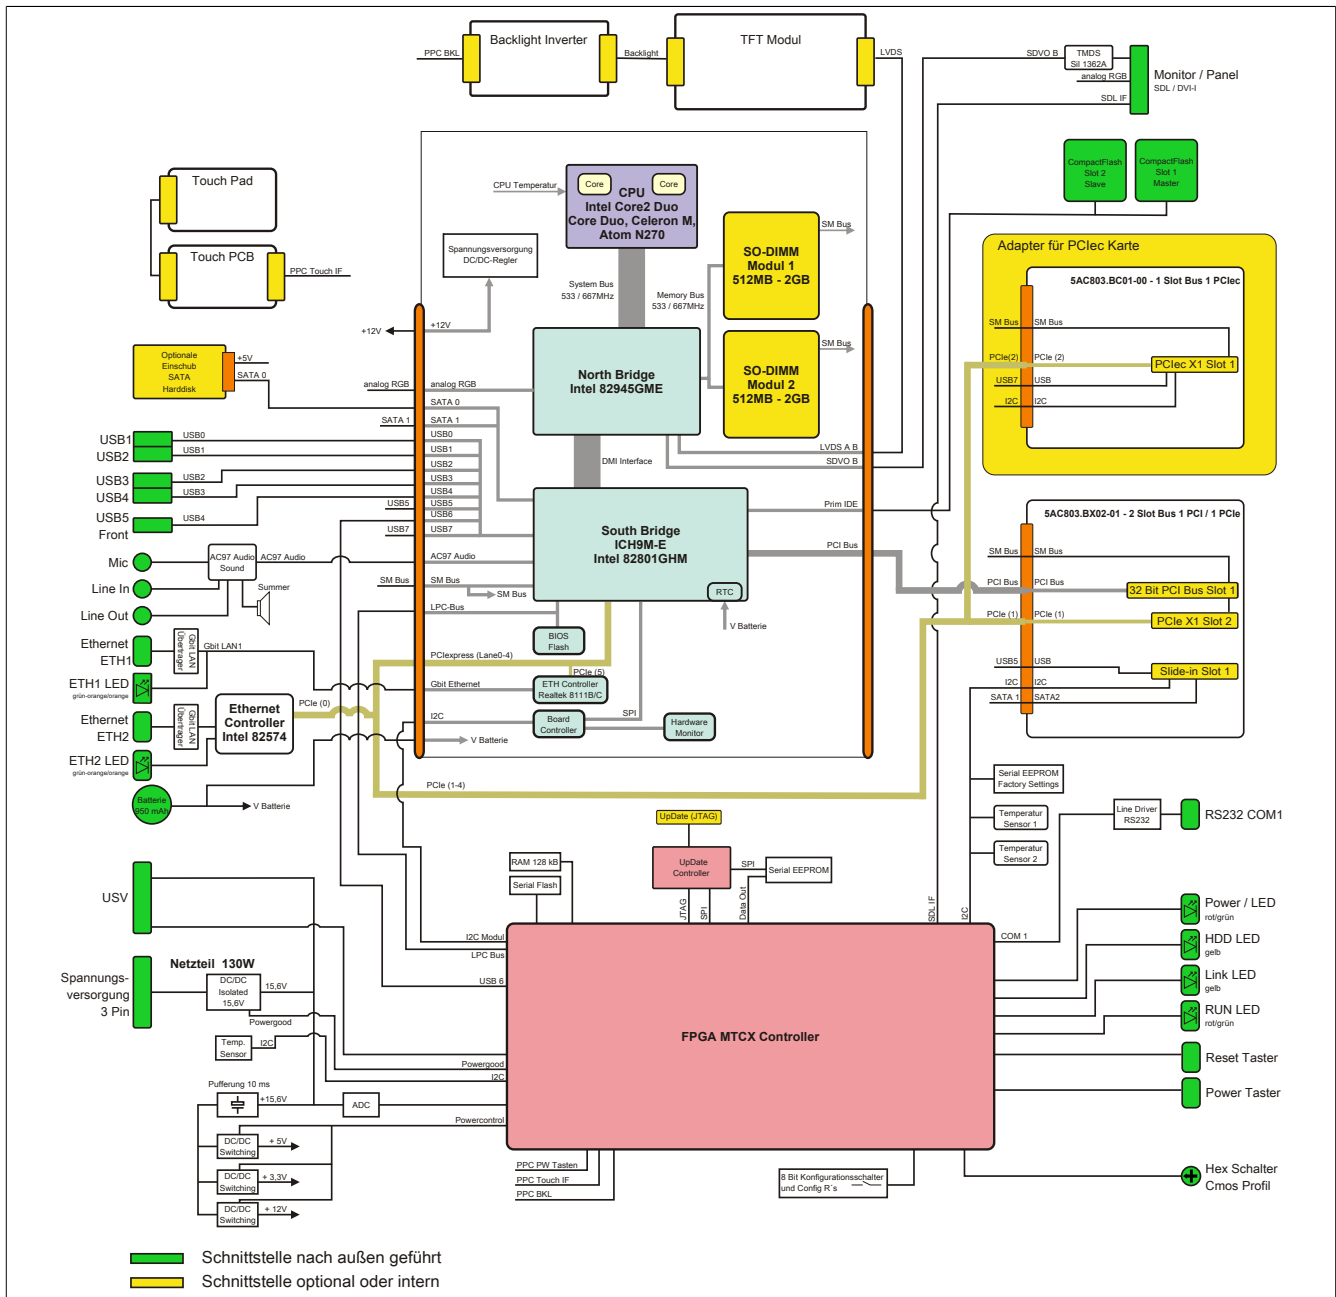 PPC BKL
Backlight Inverter
Backlight
TFT Modul
LVDS
SDVO B
TMDS
Sil 1362A
analog RGB
SDL IF
Monitor / Panel
SDL / DVI-I
Touch Pad
Touch PCB
PPC Touch IF
CompactFlash
Slot 2
Slave
CompactFlash
Slot 1
Master
CPU Temperatur
Core
Core
CPU
Intel Core2 Duo
Core Duo, Celeron M,
Atom N270
Spannungsversorgung
DC/DC-Regler
System Bus
533 / 667MHz
Memory Bus
533 / 667MHz
SO-DIMM
Modul 1
512MB - 2GB
SM Bus
SO-DIMM
Modul 2
512MB - 2GB
SM Bus
Adapter für PCIec Karte
5AC803.BC01-00 - 1 Slot Bus 1 PCIec
SM Bus
SM Bus
PCIe(2)
PCIe (2)
PCIec X1 Slot 1
USB7
USB
I2C
I2C
+12V
+12V
Optionale
Einschub
SATA
Harddisk
+5V
SATA 0
analog RGB
analog RGB
SATA 0
SATA 1
SATA 1
North Bridge
Intel 82945GME
LVDS A B
SDVO B
DMI Interface
USB1
USB0
USB2
USB1
USB3
USB2
USB4
USB3
USB5
Front
USB4
USB0
USB1
USB2
USB3
USB4
USB5
USB5
USB6
USB7
USB7
South Bridge
ICH9M-E
Intel 82801GHM
RTC
V Batterie
Prim IDE
PCI Bus
5AC803.BX02-01 - 2 Slot Bus 1 PCI / 1 PCIe
SM Bus
SM Bus
PCI Bus
PCI Bus
32 Bit PCI Bus Slot 1
PCIe (1)
PCIe (1)
PCIe X1 Slot 2
USB5
USB
Slide-in Slot 1
I2C
I2C
SATA 1
SATA2
Mic
AC97 Audio
Sound
AC97 Audio
AC97 Audio
Line In
Summer
Line Out
SM Bus
SM Bus
SM Bus
LPC-Bus
BIOS
Flash
Ethernet
ETH1
Gbit LAN
Übertrager
Gbit LAN1
ETH1 LED
grün-orange/orange
PCIexpress (Lane0-4)
PCIe (5)
Gbit Ethernet
ETH Controller
Realtek 8111B/C
Ethernet
ETH2
Gbit LAN
Übertrager
Ethernet
Controller
Intel 82574
PCIe (0)
I2C
Board
Controller
SPI
Hardware
Monitor
ETH2 LED
grün-orange/orange
V Batterie
Batterie
950 mAh
V Batterie
PCIe (1-4)
Serial EEPROM
Factory Settings
Temperatur
Sensor 1
Temperatur
Sensor 2
Line Driver
RS232
RS232 COM1
UpDate (JTAG)
UpDate
Controller
SPI
Serial EEPROM
RAM 128 kB
Serial Flash
JTAG
SPI
Data Out
SDL IF
I2C
USV
I2C Modul
LPC Bus
USB 6
COM 1
Power / LED
rot/grün
HDD LED
gelb
Link LED
gelb
RUN LED
rot/grün
Reset Taster
Power Taster
Netzteil 130W
Spannungs-
versorgung
3 Pin
DC/DC
Isolated
15,6V
15,6V
Powergood
Temp.
Sensor
I2C
Powergood
I2C
FPGA MTCX Controller
Pufferung 10 ms
+15,6V
ADC
Powercontrol
DC/DC
Switching
+ 5V
DC/DC
Switching
+ 3,3V
DC/DC
Switching
+ 12V
PPC PW Tasten
PPC Touch IF
PPC BKL
8 Bit Konfigurationsschalter
und Config R´s
Hex Schalter
Cmos Profil
Schnittstelle nach außen geführt
Schnittstelle optional oder intern